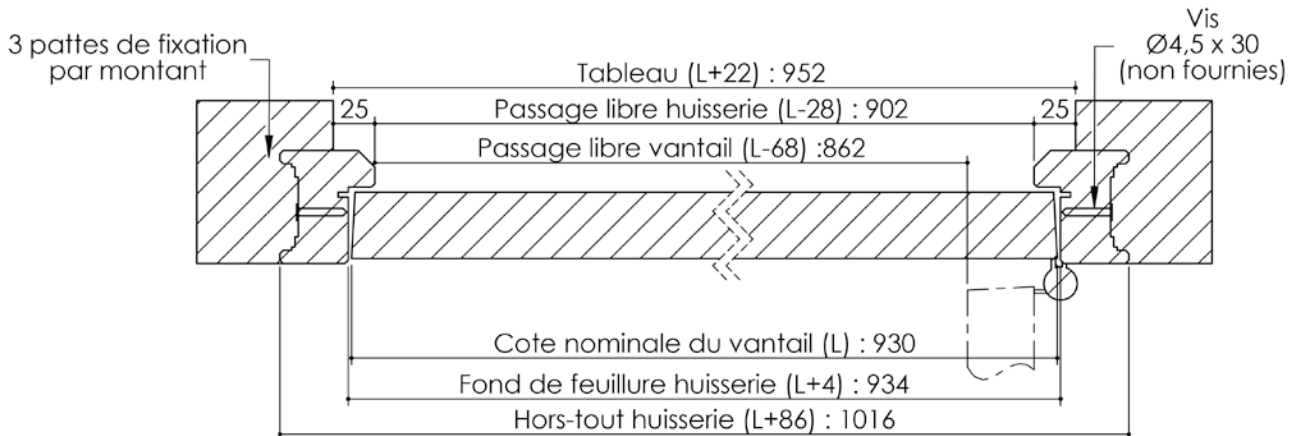 3 pattes de fixation
par montant
Vis
Ø4,5 x 30
(non fournies)
Tableau (L+22) : 952
25
Passage libre huisserie (L-28) : 902
25
Passage libre vantail (L-68) :862
Cote nominale du vantail (L) : 930
Fond de feuillure huisserie (L+4) : 934
Hors-tout huisserie (L+86) : 1016